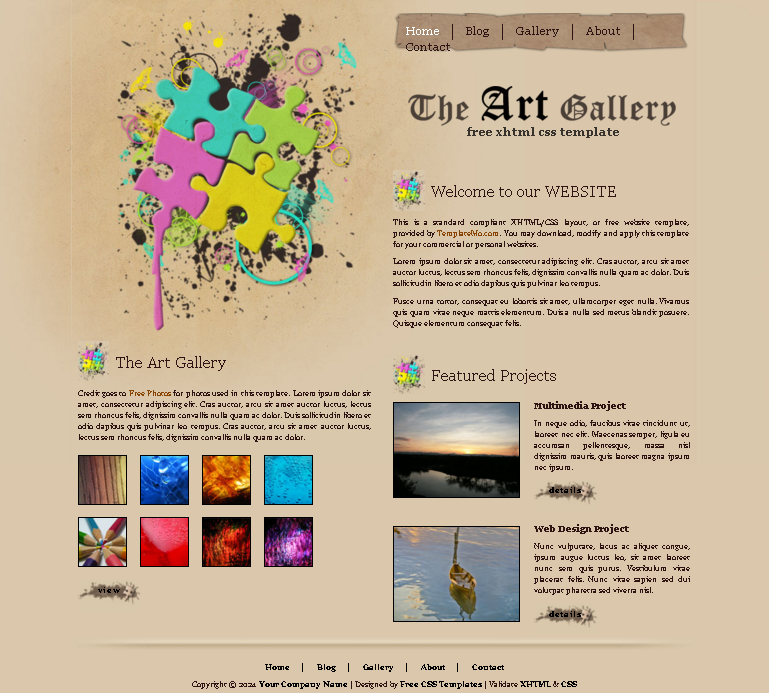 Home Blog Gallery About
Contact
The Art Gallery
free xhtml css template
Welcome to our WEBSITE
This is a standard compliant XHTML/CSS layout, or free website template,
provided by TemplateMo.com. You may download, modify and apply this template
for your commercial or personal websites.
Lorem ipsum dolor sit amet, consectetur adipiscing elit. Cras auctor, arcu sit amet
auctor luctus, lectus sem rhoncus felis, dignissim convallis nulla quam ac dolor. Duis
sollicitudin libero et odio dapibus quis pulvinar leo tempus.
Fusce urna tortor, consequat eu lobortis sit amet, ullamcorper eget nulla. Vivamus
quis quam vitae neque mattis elementum. Duis a nulla sed metus blandit posuere.
Quisque elementum consequat felis.
The Art Gallery
Credit goes to Free Photos for photos used in this template. Lorem ipsum dolor sit
amet, consectetur adipiscing elit. Cras auctor, arcu sit amet auctor luctus, lectus
sem rhoncus felis, dignissim convallis nulla quam ac dolor. Duis sollicitudin libero et
odio dapibus quis pulvinar leo tempus. Cras auctor, arcu sit amet auctor luctus,
lectus sem rhoncus felis, dignissim convallis nulla quam ac dolor.
view
Featured Projects
Multimedia Project
In neque odio, faucibus vitae tincidunt ut,
laoreet nec elit. Maecenas semper, ligula eu
accumsan pellentesque, massa nisl
dignissim mauris, quis laoreet magna ipsum
nec ipsum.
details
Web Design Project
Nunc vulputate, lacus ac aliquet congue,
ipsum augue luctus leo, sit amet laoreet
nunc sem quis purus. Vestibulum vitae
placerat felis. Nunc vitae sapien sed dui
volutpat pharetra sed viverra nisl.
details
Home Blog Gallery About Contact
Copyright © 2024 Your Company Name | Designed by Free CSS Templates | Validate XHTML & CSS